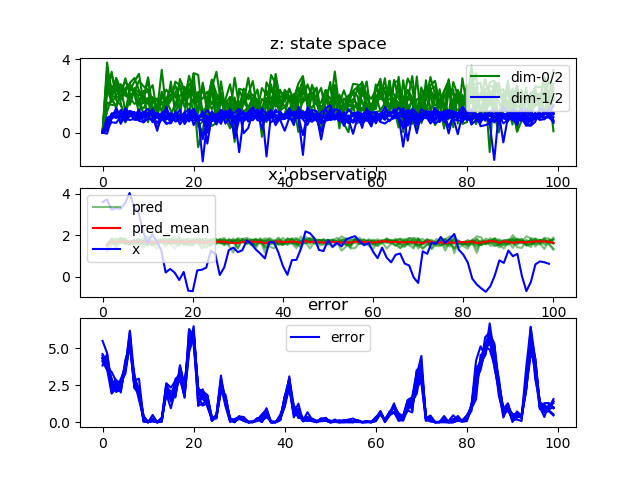 z: state space
4
2
0
dim-0/2
dim-1/2
0 20 40 60 80 100
x: observation
4
2
0
pred
pred_mean
x
0 20 40 60 80 100
error
5.0
2.5
0.0
error
0 20 40 60 80 100